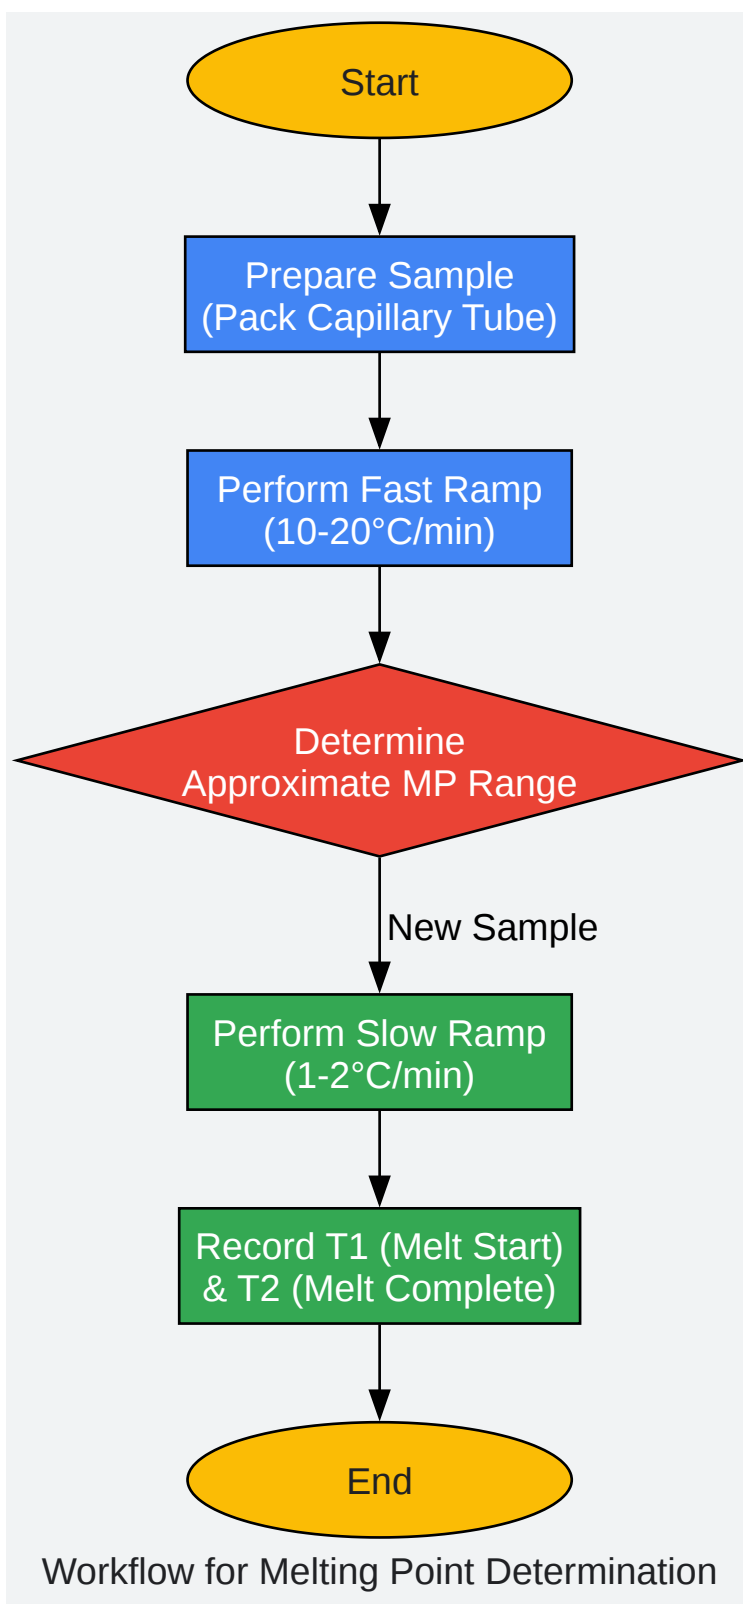 Start
Prepare Sample
(Pack Capillary Tube)
Perform Fast Ramp
(10-20°C/min)
Determine
Approximate MP Range
New Sample
Perform Slow Ramp
(1-2°C/min)
Record T1 (Melt Start)
& T2 (Melt Complete)
End
Workflow for Melting Point Determination